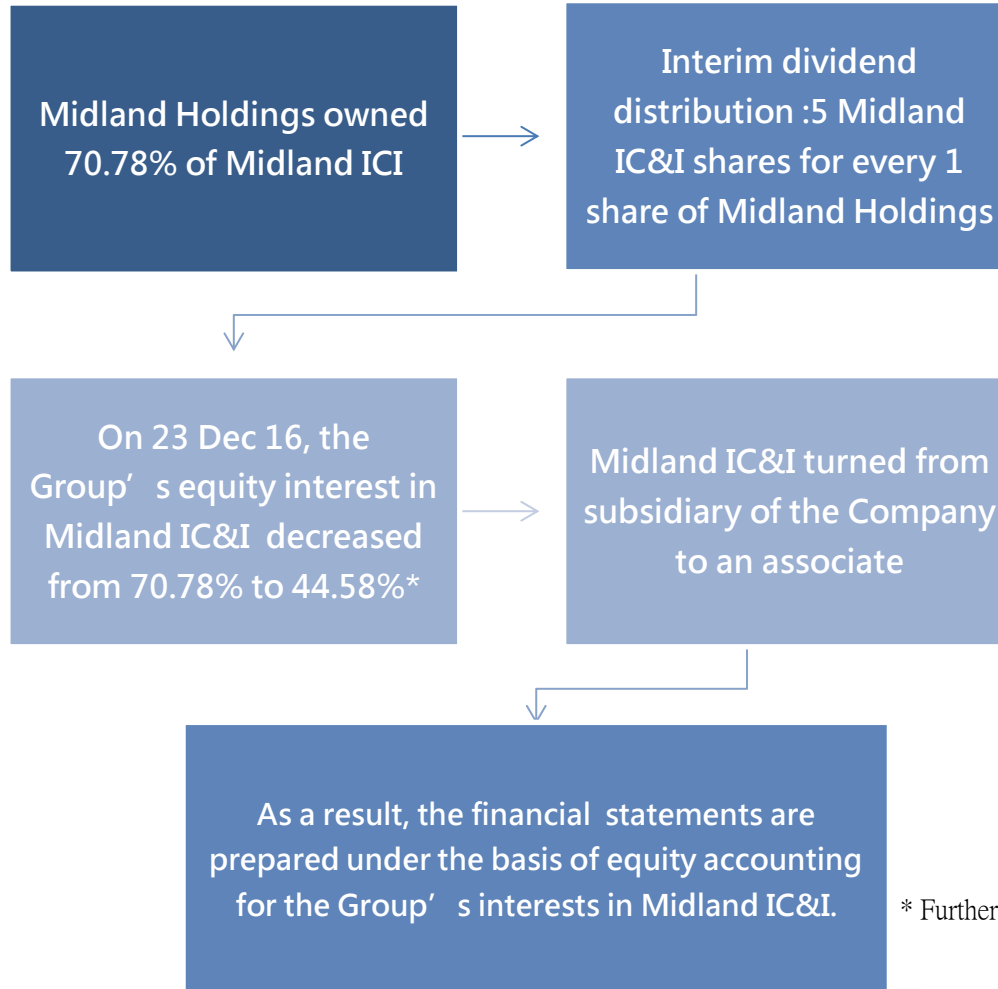 Midland Holdings owned
70.78% of Midland ICI
Interim dividend
distribution :5 Midland
IC&I shares for every 1
share of Midland Holdings
On 23 Dec 16, the
Group’ s equity interest in
Midland IC&I decreased
from 70.78% to 44.58%*
Midland IC&I turned from
subsidiary of the Company
to an associate
As a result, the financial statements are
prepared under the basis of equity accounting
for the Group’ s interests in Midland IC&I.
* Further